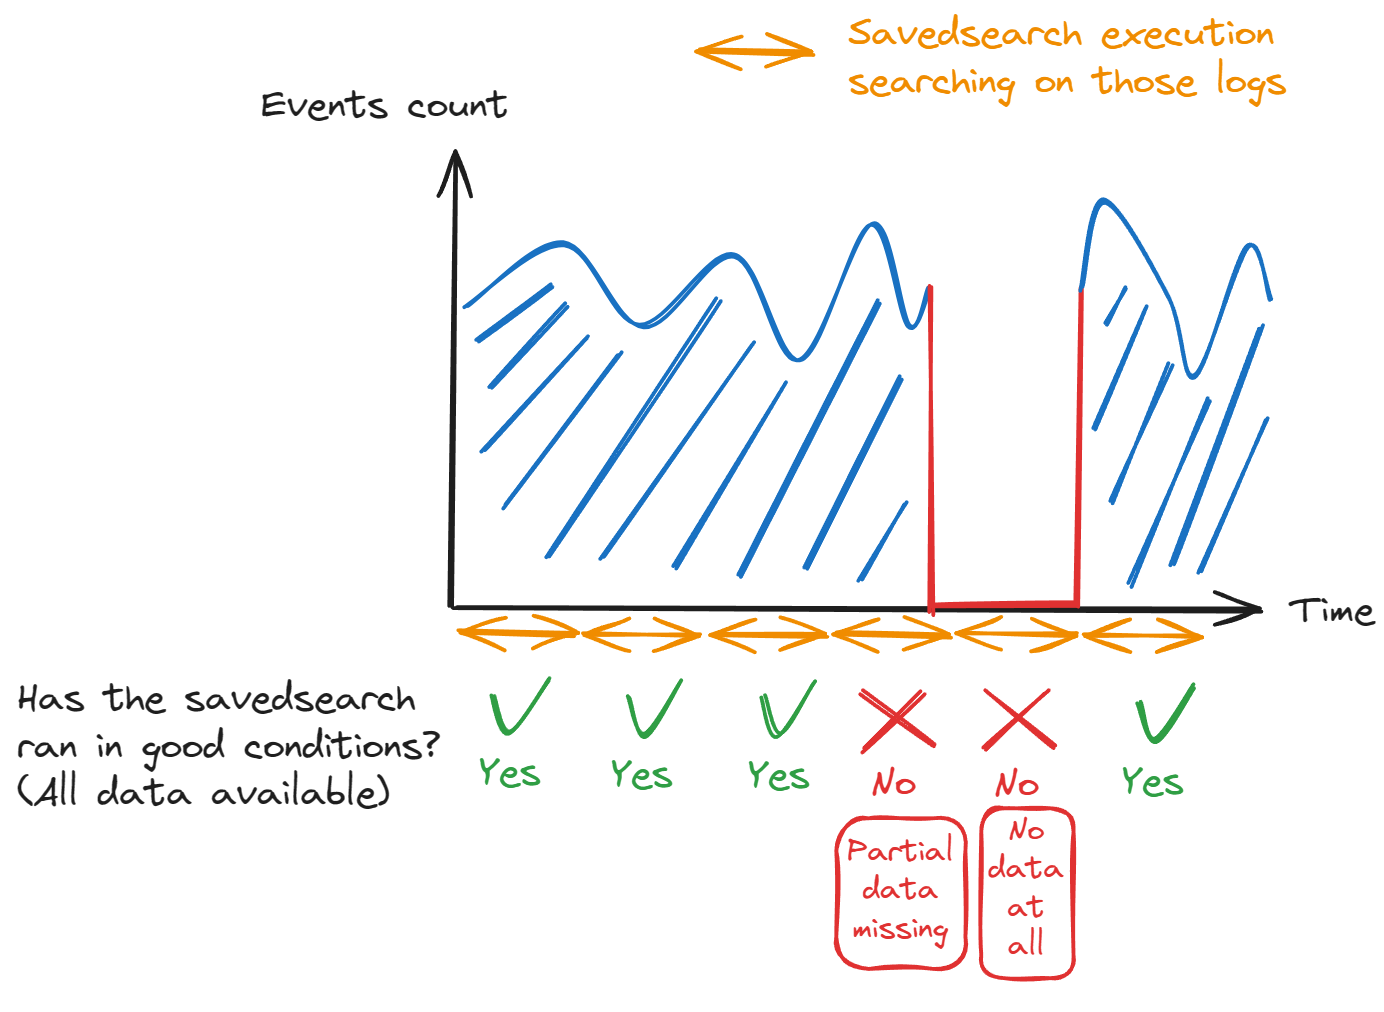 Savedsearch execution
searching on those logs
Events count
Time
Has the savedsearch
ran in good conditions?
(All data available)
Yes
Yes
Yes
No
No
Yes
Partial
data
missing
No
data
at
all